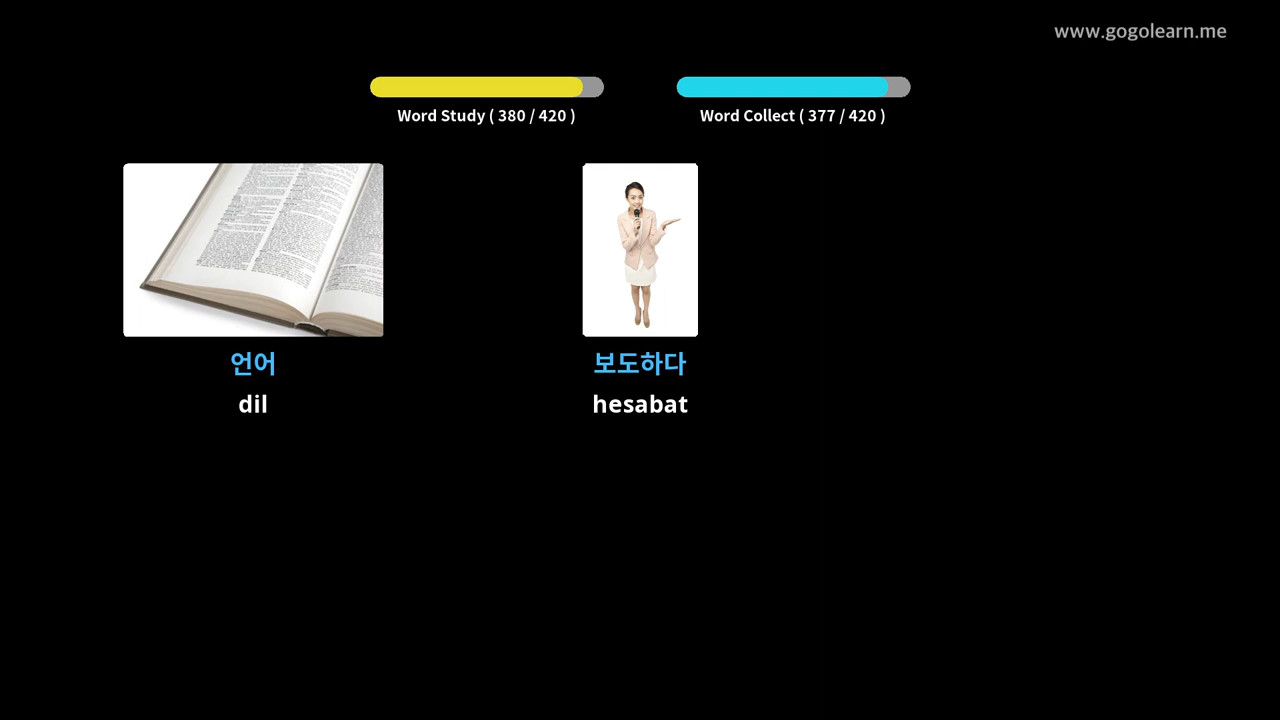 www.gogolearn.me
Word Study ( 380 / 420 )
Word Collect ( 377 / 420 )
언어
dil
보도하다
hesabat